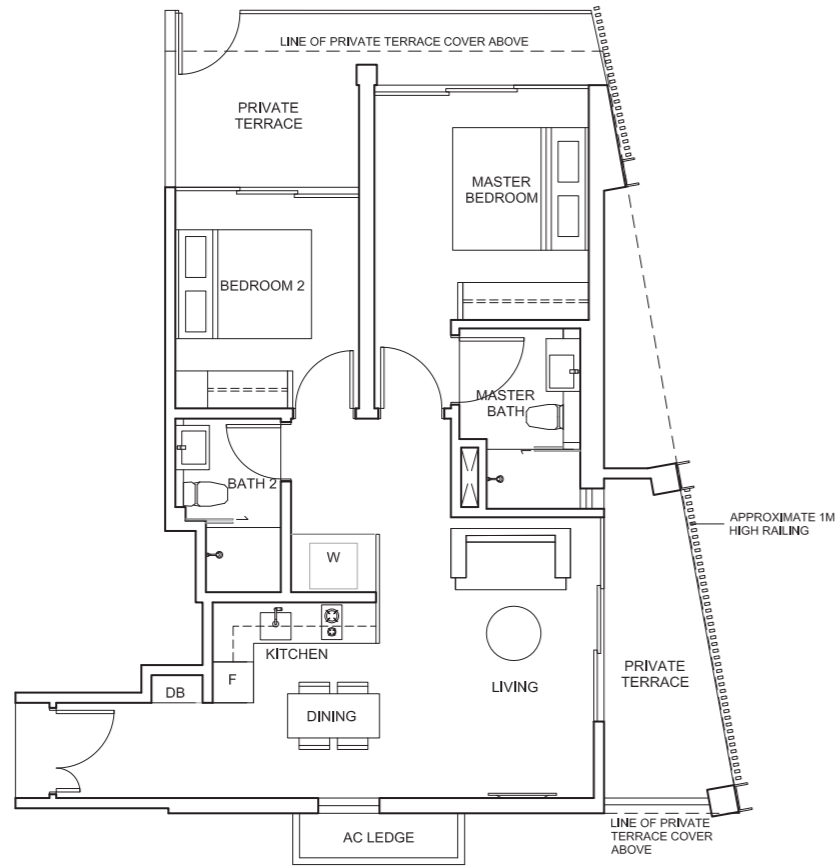 LINE OF PRIVATE TERRACE COVER ABOVE
PRIVATE
TERRACE
MASTER
BEDROOM
BEDROOM 2
MASTER
BATH
BATH 2
APPROXIMATE 1M
HIGH RAILING
W
KITCHEN
F
DB
DINING
LIVING
PRIVATE
TERRACE
AC LEDGE
LINE OF PRIVATE
TERRACE COVER
ABOVE